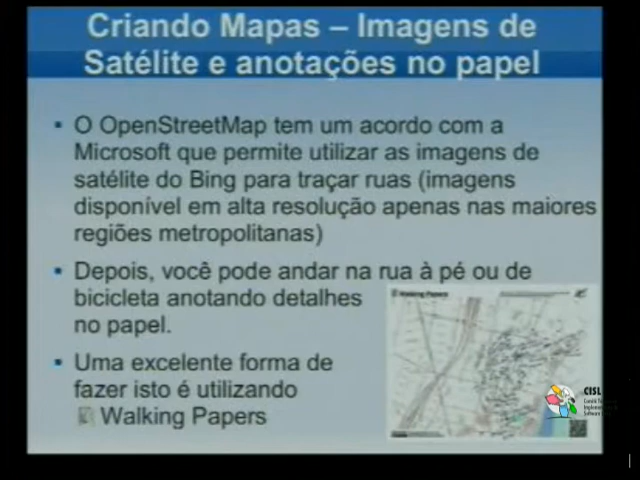 Criando Mapas – Imagens de
Satélite e anotações no papel
O OpenStreetMap tem um acordo com a
Microsoft que permite utilizar as imagens de
satélite do Bing para traçar ruas (imagens
disponível em alta resolução apenas nas maiores
regiões metropolitanas)
Depois, você pode andar na rua à pé ou de
bicicleta anotando detalhes
no papel.
Uma excelente forma de
fazer isto é utilizando
Walking Papers
Walking Papers
CISL